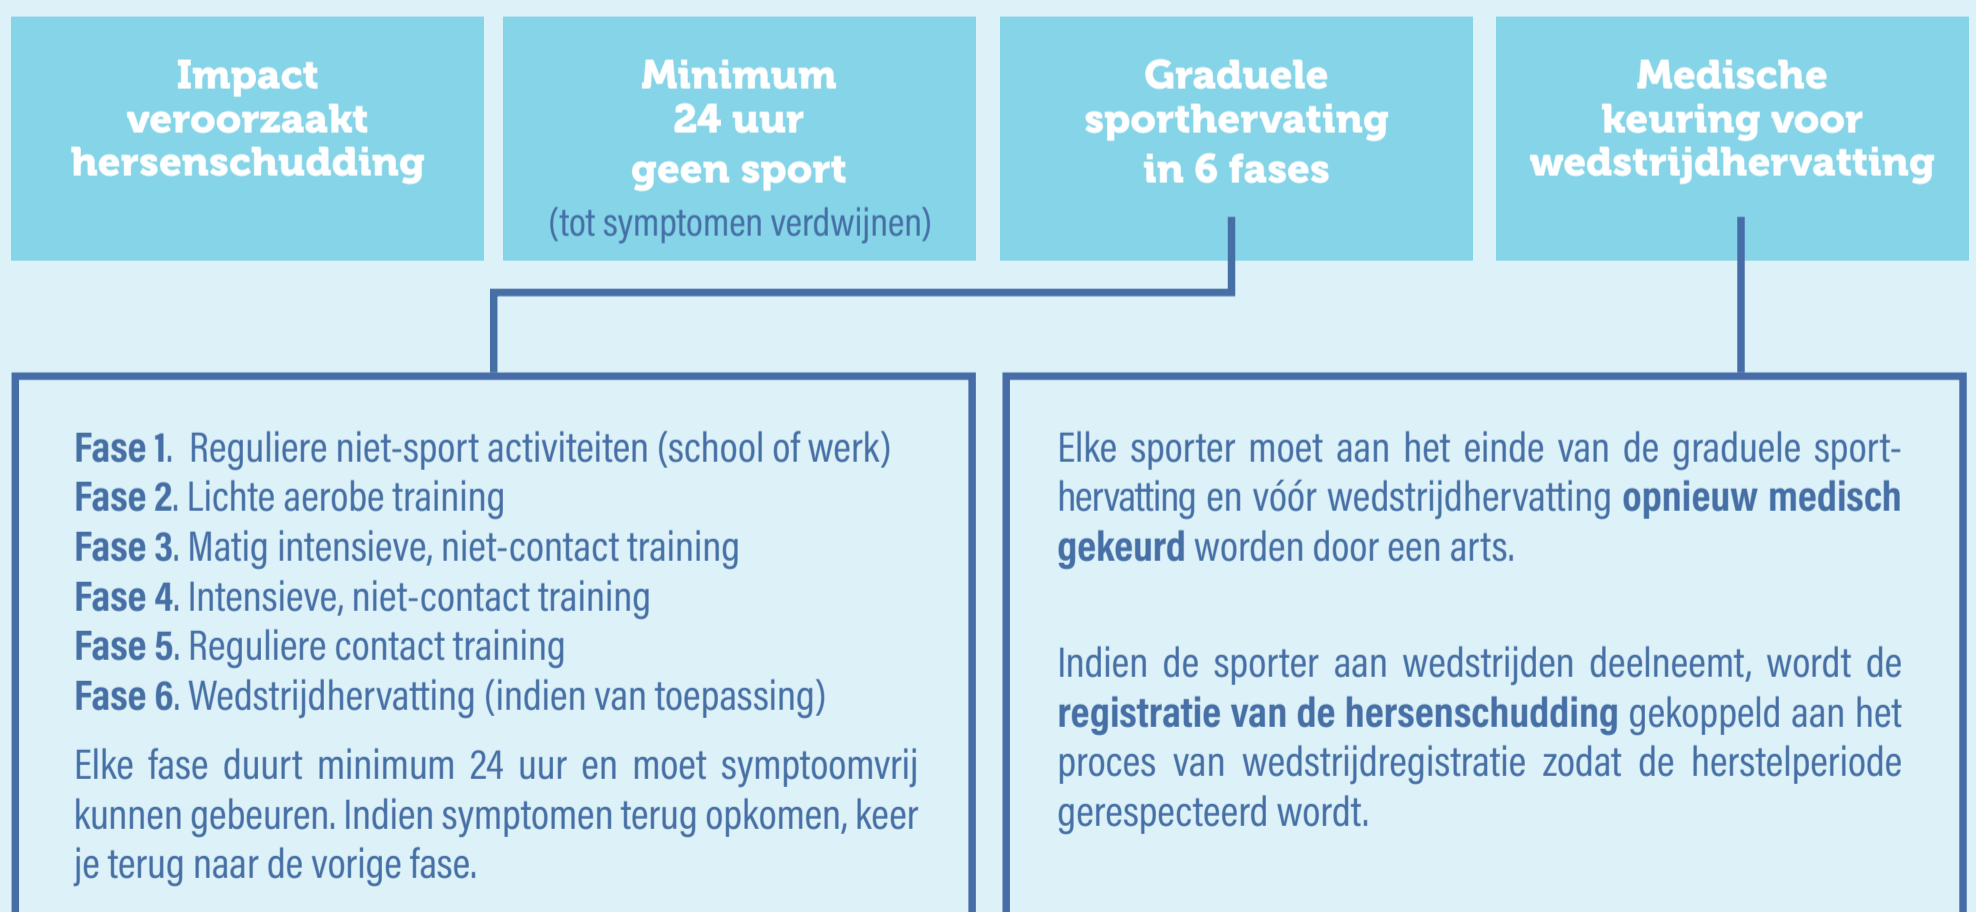 Impact
veroorzaakt
hersenschudding
Minimum
24 uur
geen sport
(tot symptomen verdwijnen)
Graduele
sporthervating
in 6 fases
Medische
keuring voor
wedstrijdhervatting
Fase 1. Reguliere niet-sport activiteiten (school of werk)
Fase 2. Lichte aerobe training
Fase 3. Matig intensieve, niet-contact training
Fase 4. Intensieve, niet-contact training
Fase 5. Reguliere contact training
Fase 6. Wedstrijdhervatting (indien van toepassing)
Elke fase duurt minimum 24 uur en moet symptoomvrij
kunnen gebeuren. Indien symptomen terug opkomen, keer
je terug naar de vorige fase.
Elke sporter moet aan het einde van de graduele sport-
hervatting en vóór wedstrijdhervatting opnieuw medisch
gekeurd worden door een arts.
Indien de sporter aan wedstrijden deelneemt, wordt de
registratie van de hersenschudding gekoppeld aan het
proces van wedstrijdregistratie zodat de herstelperiode
gerespecteerd wordt.